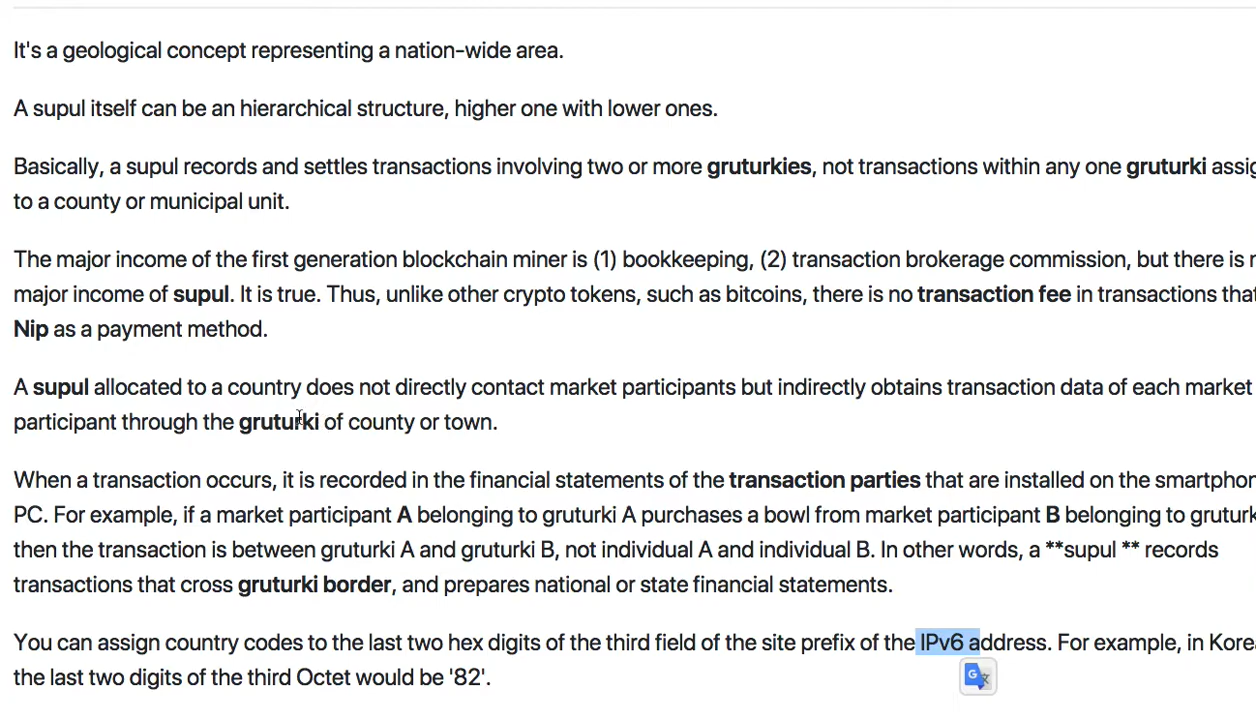 It's a geological concept representing a nation-wide area.
A supul itself can be an hierarchical structure, higher one with lower ones.
Basically, a supul records and settles transactions involving two or more gruturkies, not transactions within any one gruturki assig
to a county or municipal unit.
The major income of the first generation blockchain miner is (1) bookkeeping, (2) transaction brokerage commission, but there is
major income of supul. It is true. Thus, unlike other crypto tokens, such as bitcoins, there is no transaction fee in transactions that
Nip as a payment method.
A supul allocated to a country does not directly contact market participants but indirectly obtains transaction data of each market
participant through the gruturki of county or town.
When a transaction occurs, it is recorded in the financial statements of the transaction parties that are installed on the smartphon
PC. For example, if a market participant A belonging to gruturki A purchases a bowl from market participant B belonging to gruturk
then the transaction is between gruturki A and gruturki B, not individual A and individual B. In other words, a **supul ** records
transactions that cross gruturki border, and prepares national or state financial statements.
You can assign country codes to the last two hex digits of the third field of the site prefix of the IPv6 address. For example, in Kore
the last two digits of the third Octet would be '82'.